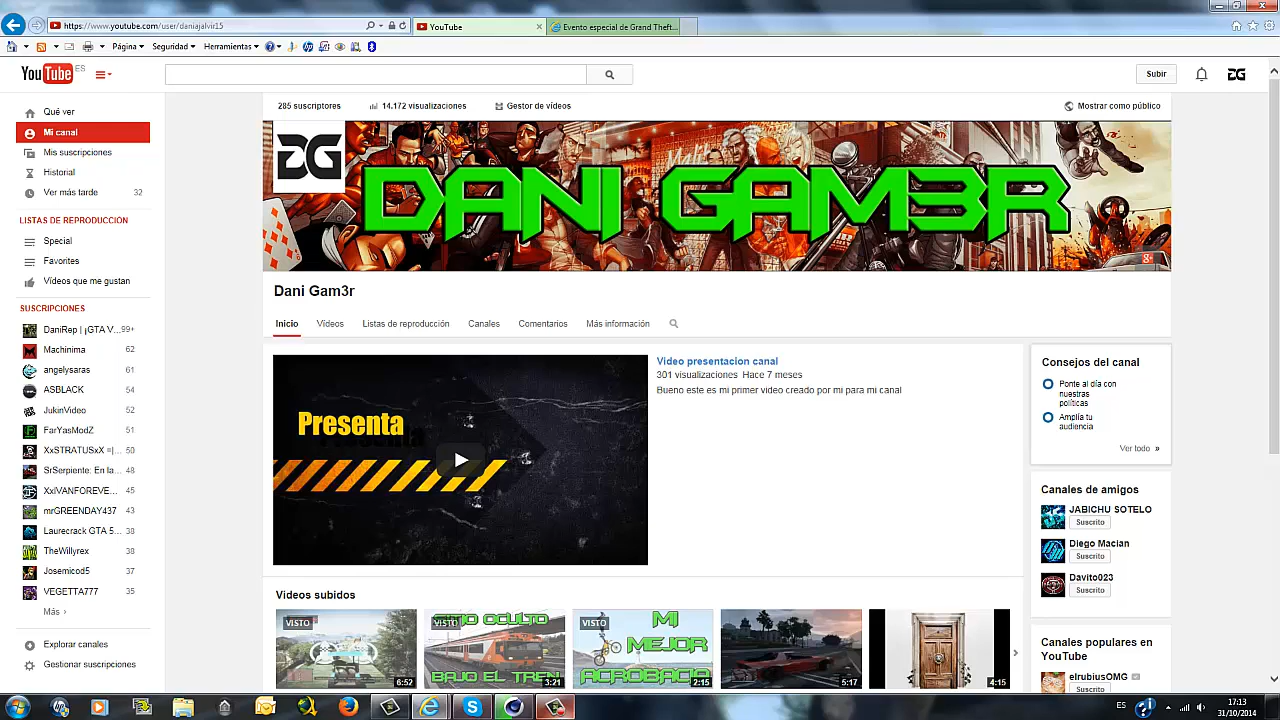 https://www.youtube.com/user/daniajalvir15
YouTube
Evento especial de Grand Theft...
Página
Seguridad
Herramientas
YouTube ES
Subir
DG
Qué ver
Mi canal
Mis suscripciones
Historial
Ver más tarde 32
LISTAS DE REPRODUCCIÓN
Special
Favorites
Vídeos que me gustan
SUSCRIPCIONES
DaniRep | ¡GTA V... 99+
Machinima 62
angelysaras 61
ASBLACK 54
JukinVideo 52
FarYasModZ 51
XxSTRATUSxX =|... 50
SrSerpiente: En la... 48
XxIVANFOREVE... 45
mrGREENDAY437 43
Laurecrack GTA 5... 38
TheWillyrex 38
Josemicod5 37
VEGETTA777 35
Más ›
Explorar canales
Gestionar suscripciones
285 suscriptores
14.172 visualizaciones
Gestor de vídeos
Mostrar como público
DG
DANI GAM3R
g+
Dani Gam3r
Inicio
Vídeos
Listas de reproducción
Canales
Comentarios
Más información
Presenta
Video presentacion canal
301 visualizaciones Hace 7 meses
Bueno este es mi primer video creado por mi para mi canal
Consejos del canal
Ponte al día con
nuestras
políticas
Amplía tu
audiencia
Ver todo »
Canales de amigos
JABICHU SOTELO
Suscrito
Diego Macian
Suscrito
Davito023
Suscrito
Canales populares en
YouTube
elrubiusOMG
Suscrito
Videos subidos
VISTO
6:52
SITIO OCULTO
VISTO
BAJO EL TREN
3:21
MI
VISTO
MEJOR
ACROBACIA
2:15
5:17
4:15
ES
17:13
31/10/2014